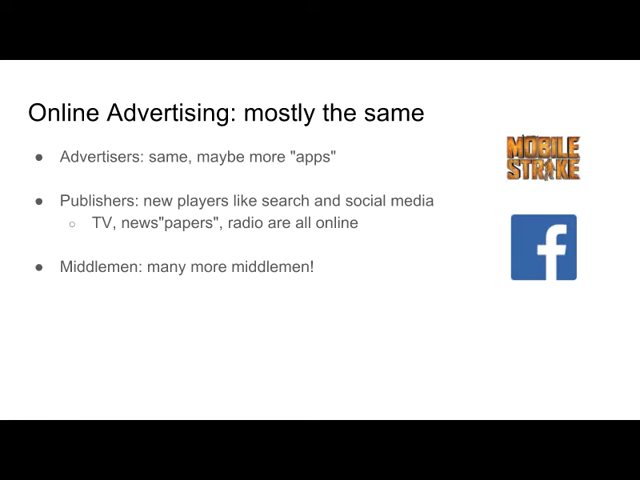 Online Advertising: mostly the same
● Advertisers: same, maybe more "apps"
MOBILE
STRIKE
● Publishers: new players like search and social media
○ TV, news"papers", radio are all online
f
● Middlemen: many more middlemen!